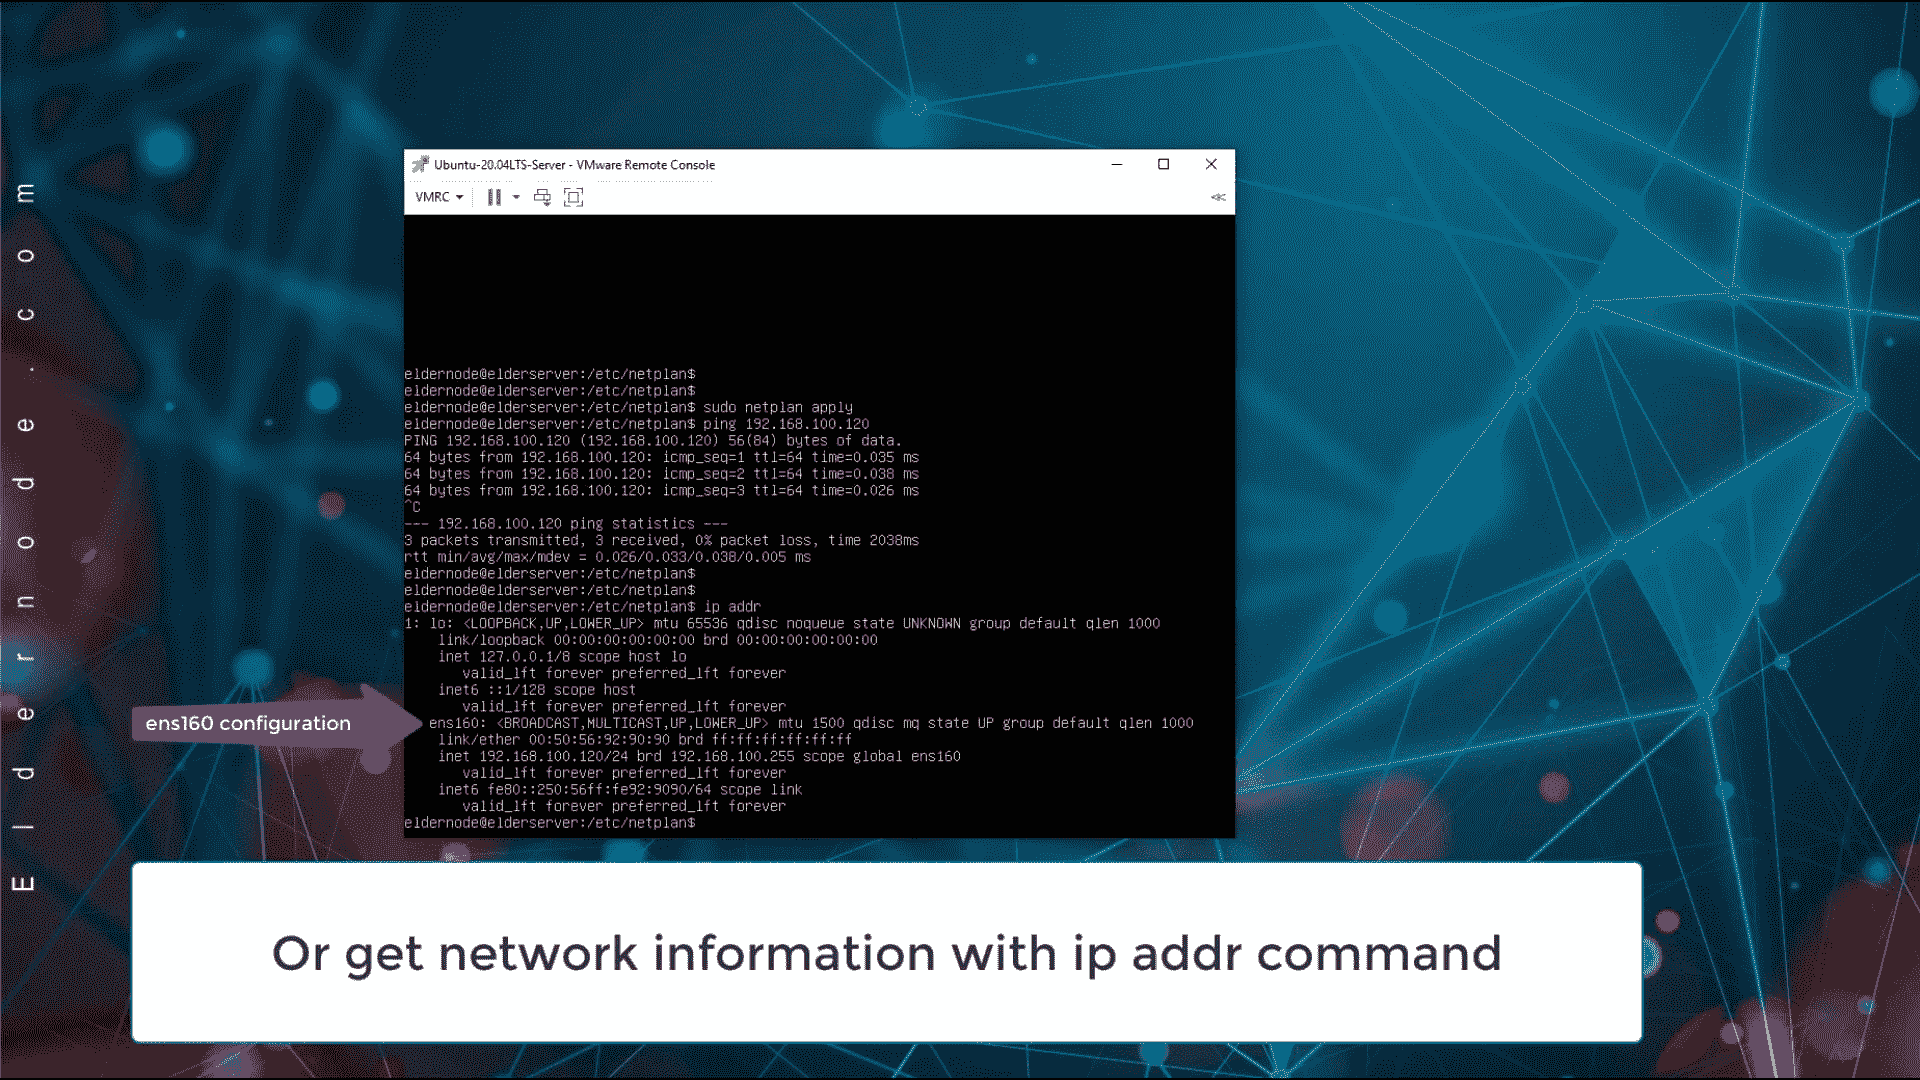 Eldernode.com
Ubuntu-20.04LTS-Server - VMware Remote Console
VMRC
eldernode@elderserver:/etc/netplan$
eldernode@elderserver:/etc/netplan$
eldernode@elderserver:/etc/netplan$ sudo netplan apply
eldernode@elderserver:/etc/netplan$ ping 192.168.100.120
PING 192.168.100.120 (192.168.100.120) 56(84) bytes of data.
64 bytes from 192.168.100.120: icmp_seq=1 ttl=64 time=0.035 ms
64 bytes from 192.168.100.120: icmp_seq=2 ttl=64 time=0.038 ms
64 bytes from 192.168.100.120: icmp_seq=3 ttl=64 time=0.026 ms
^C
--- 192.168.100.120 ping statistics ---
3 packets transmitted, 3 received, 0% packet loss, time 2038ms
rtt min/avg/max/mdev = 0.026/0.033/0.038/0.005 ms
eldernode@elderserver:/etc/netplan$
eldernode@elderserver:/etc/netplan$
eldernode@elderserver:/etc/netplan$ ip addr
1: lo: <LOOPBACK,UP,LOWER_UP> mtu 65536 qdisc noqueue state UNKNOWN group default qlen 1000
link/loopback 00:00:00:00:00:00 brd 00:00:00:00:00:00
inet 127.0.0.1/8 scope host lo
valid_lft forever preferred_lft forever
inet6 ::1/128 scope host
valid_lft forever preferred_lft forever
ens160 configuration
ens160: <BROADCAST,MULTICAST,UP,LOWER_UP> mtu 1500 qdisc mq state UP group default qlen 1000
link/ether 00:50:56:92:90:90 brd ff:ff:ff:ff:ff:ff
inet 192.168.100.120/24 brd 192.168.100.255 scope global ens160
valid_lft forever preferred_lft forever
inet6 fe80::250:56ff:fe92:9090/64 scope link
valid_lft forever preferred_lft forever
eldernode@elderserver:/etc/netplan$
Or get network information with ip addr command